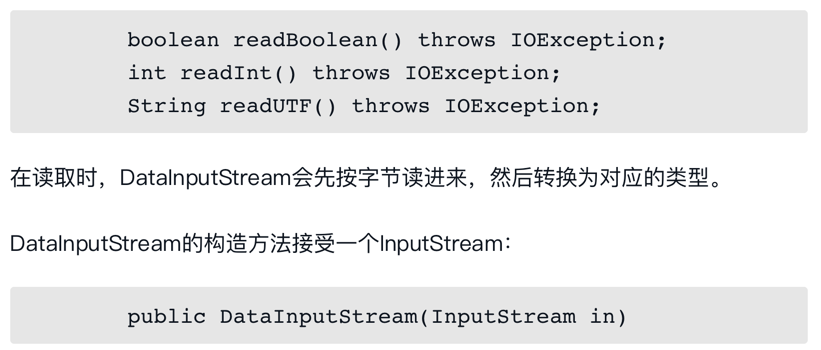 boolean readBoolean() throws IOException;
int readInt() throws IOException;
String readUTF() throws IOException;
在读取时，DataInputStream会先按字节读进来，然后转换为对应的类型。
DataInputStream的构造方法接受一个InputStream：
public DataInputStream(InputStream in)